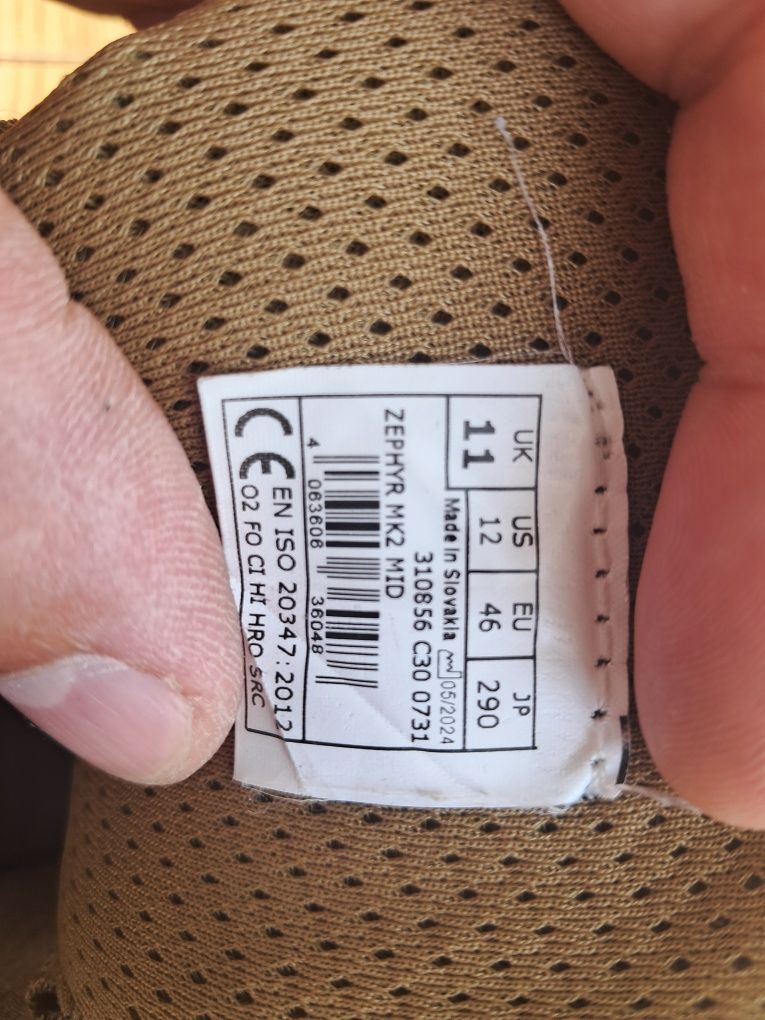 UK US EU JP
11 12 46 290
Made in Slovakia 05/2024
310856 C30 0731
ZEPHYR MK2 MID
4 063606 36048
CE EN ISO 20347:2012
O2 FO CI HI HRO SRC